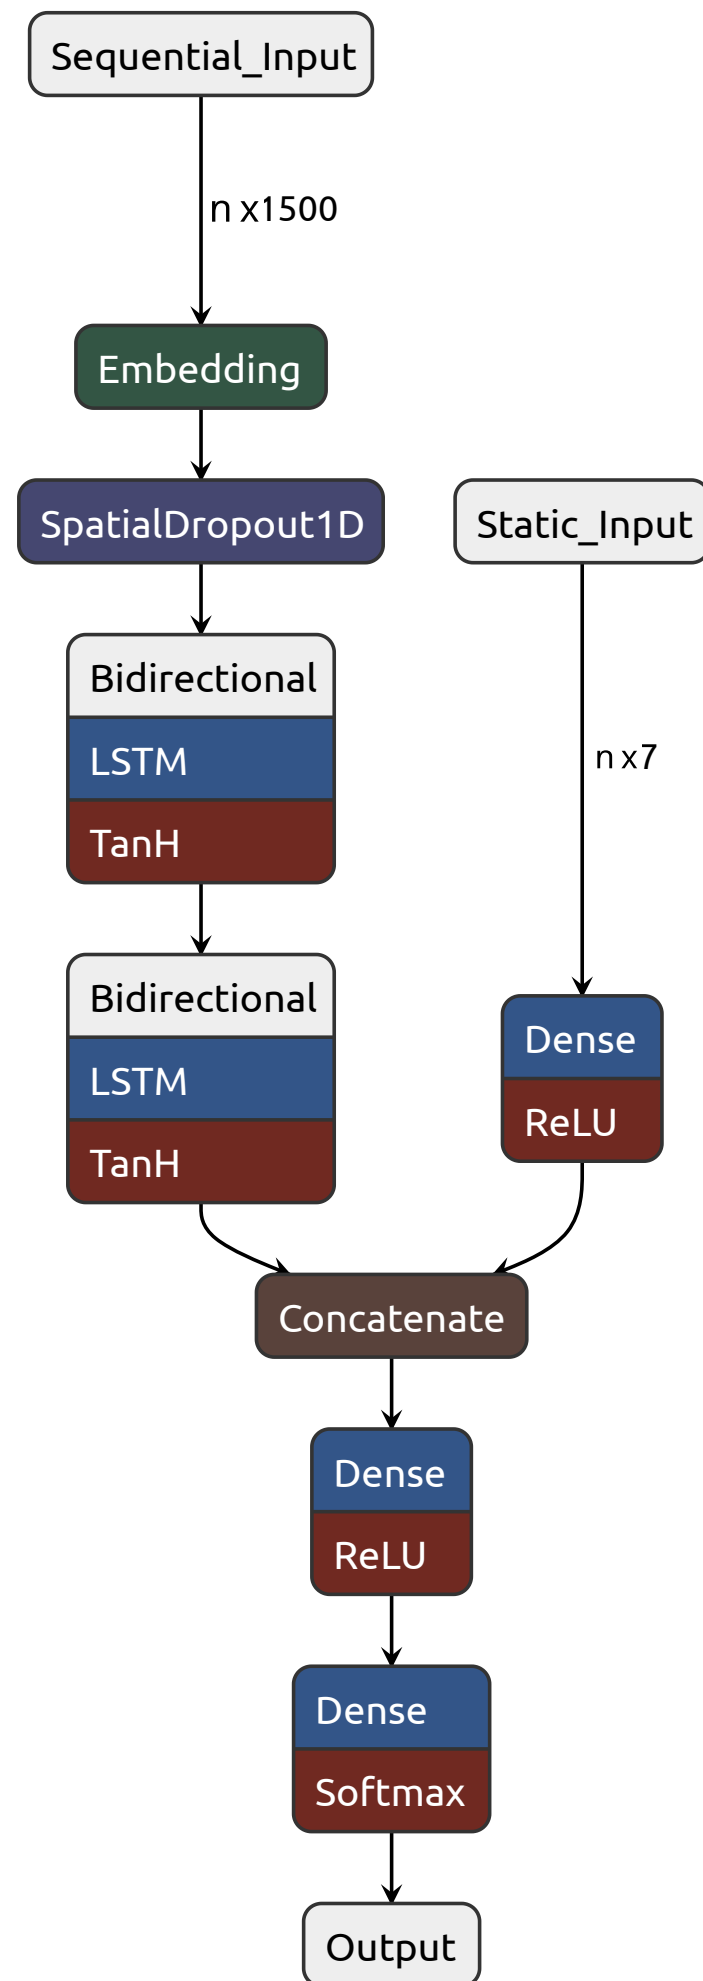 Sequential_Input
n x1500
Embedding
SpatialDropout1D
Static_Input
Bidirectional
LSTM
TanH
n x7
Bidirectional
LSTM
TanH
Dense
ReLU
Concatenate
Dense
ReLU
Dense
Softmax
Output